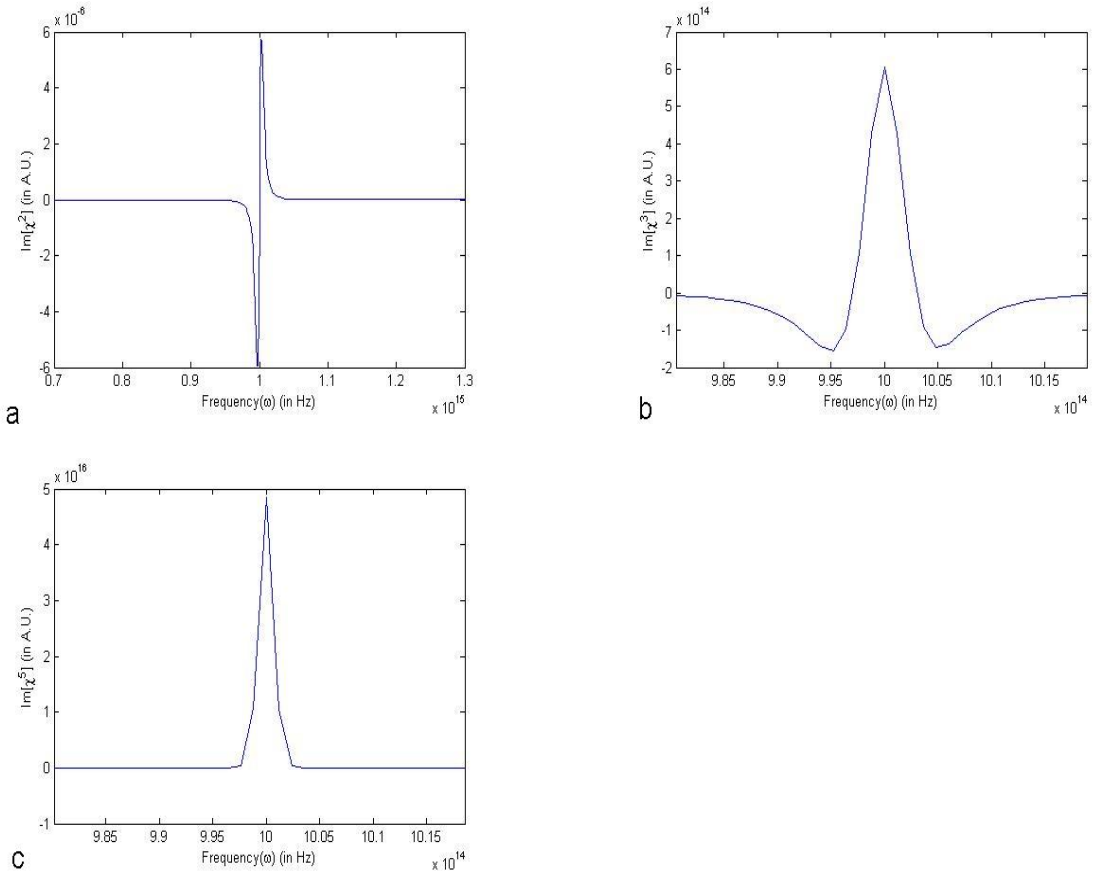 x 10⁻⁶
6
4
2
0
-2
-4
-6
Im[χ²] (in A.U.)
0.7 0.8 0.9 1 1.1 1.2 1.3
Frequency(ω) (in Hz)
x 10¹⁵
a
x 10¹⁴
7
6
5
4
3
2
1
0
-1
-2
Im[χ³] (in A.U.)
9.85 9.9 9.95 10 10.05 10.1 10.15
Frequency(ω) (in Hz)
x 10¹⁴
b
x 10¹⁶
5
4
3
2
1
0
-1
Im[χ⁵] (in A.U.)
9.85 9.9 9.95 10 10.05 10.1 10.15
Frequency(ω) (in Hz)
x 10¹⁴
c